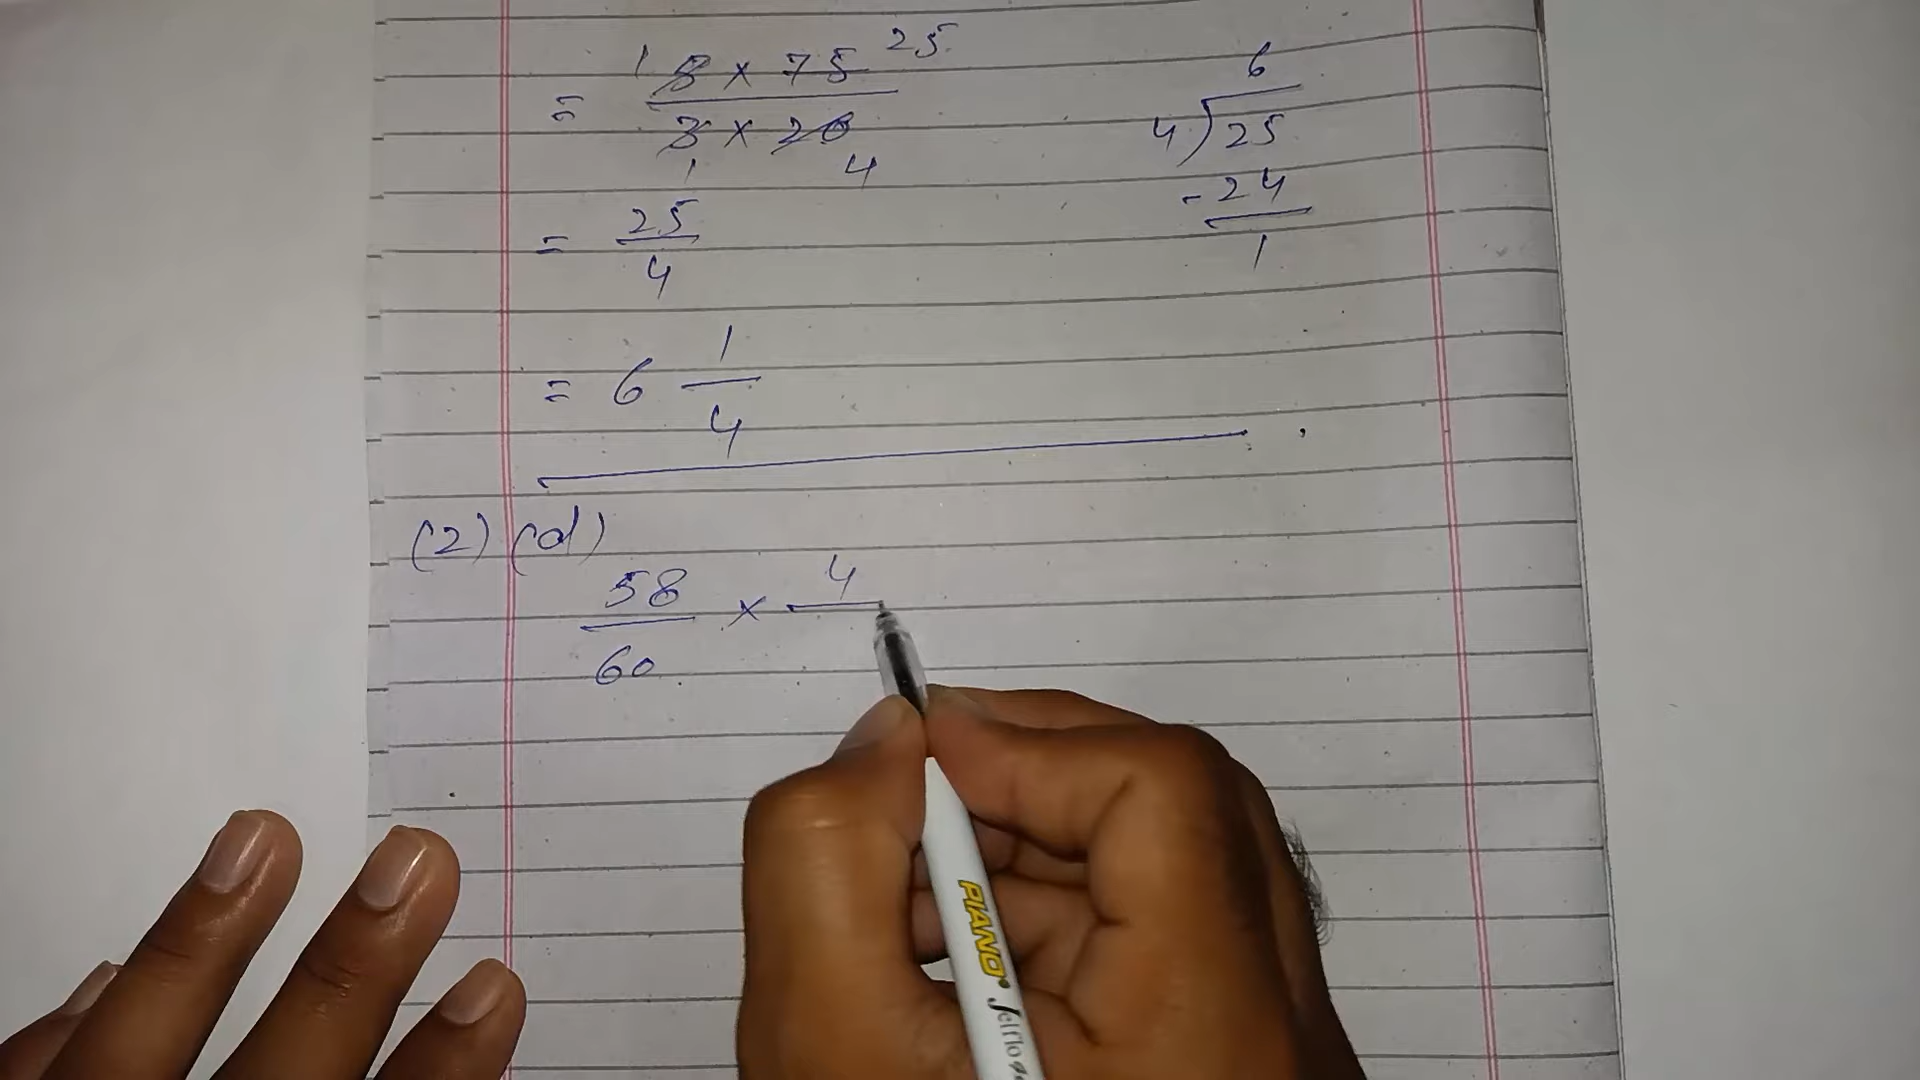 1 5 × 75 25
= 3 × 20
1 4
= 25
4
= 6 1
4
6
4 ) 25
- 24
1
(2) (d)
58 × 4
60
PIANO